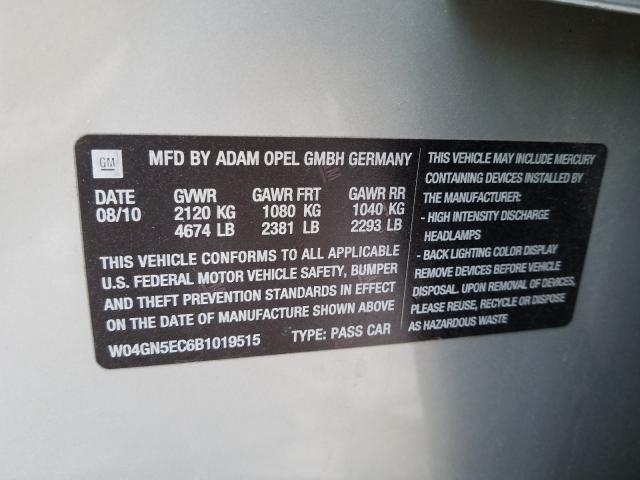 GM
MFD BY ADAM OPEL GMBH GERMANY
DATE GVWR GAWR FRT GAWR RR
08/10 2120 KG 1080 KG 1040 KG
4674 LB 2381 LB 2293 LB
THIS VEHICLE CONFORMS TO ALL APPLICABLE
U.S. FEDERAL MOTOR VEHICLE SAFETY, BUMPER
AND THEFT PREVENTION STANDARDS IN EFFECT
ON THE DATE OF MANUFACTURE SHOWN ABOVE
W04GN5EC6B1019515 TYPE: PASS CAR
THIS VEHICLE MAY INCLUDE MERCURY
CONTAINING DEVICES INSTALLED BY
THE MANUFACTURER:
- HIGH INTENSITY DISCHARGE
HEADLAMPS
- BACK LIGHTING COLOR DISPLAY
REMOVE DEVICES BEFORE VEHICLE
DISPOSAL. UPON REMOVAL OF DEVICES,
PLEASE REUSE, RECYCLE OR DISPOSE
AS HAZARDOUS WASTE